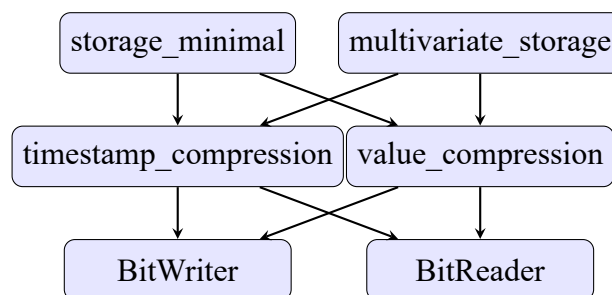 storage_minimal
multivariate_storage
timestamp_compression
value_compression
BitWriter
BitReader